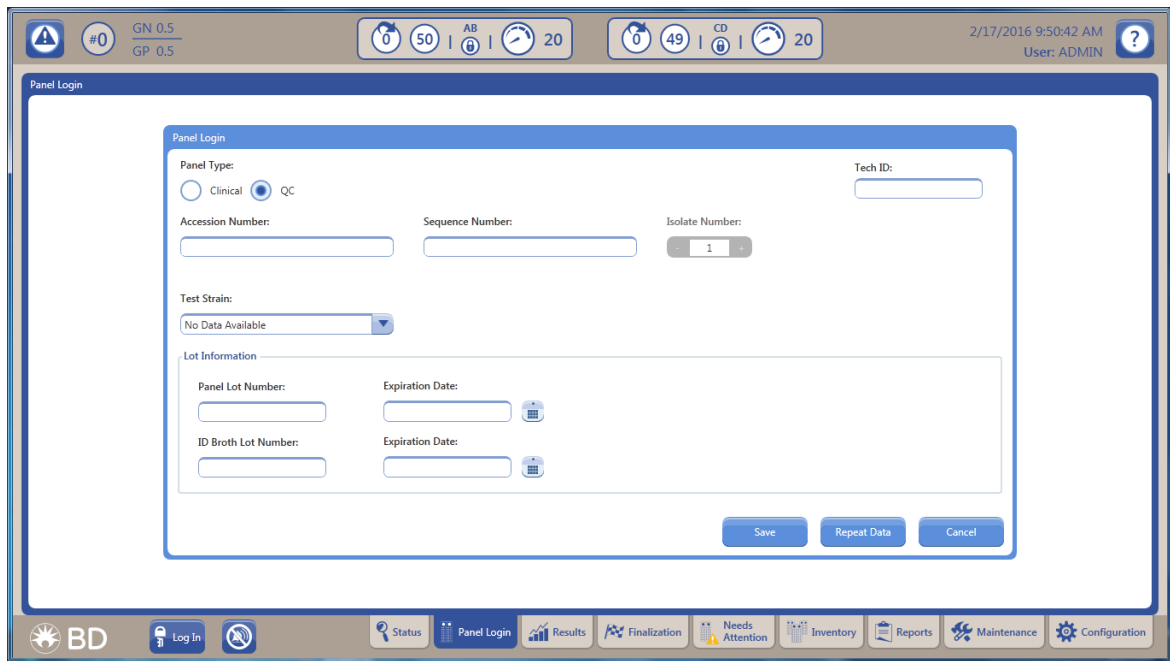 #0
GN 0.5
GP 0.5
0 50 | AB | 20
0 49 | CD | 20
2/17/2016 9:50:42 AM
User: ADMIN
?
Panel Login
Panel Login
Panel Type:
Tech ID:
Clinical QC
Accession Number:
Sequence Number:
Isolate Number:
- 1 +
Test Strain:
No Data Available
Lot Information
Panel Lot Number:
Expiration Date:
ID Broth Lot Number:
Expiration Date:
Save
Repeat Data
Cancel
BD
Log In
Status
Panel Login
Results
Finalization
Needs
Attention
Inventory
Reports
Maintenance
Configuration